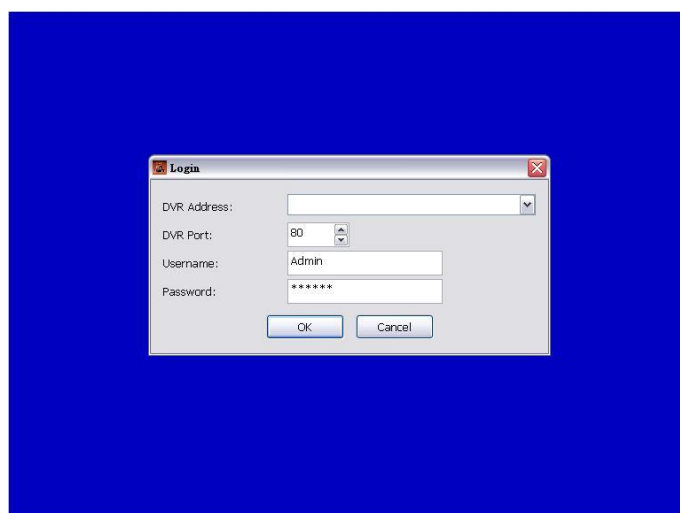 Login
DVR Address:
DVR Port: 80
Username: Admin
Password: ******
OK Cancel